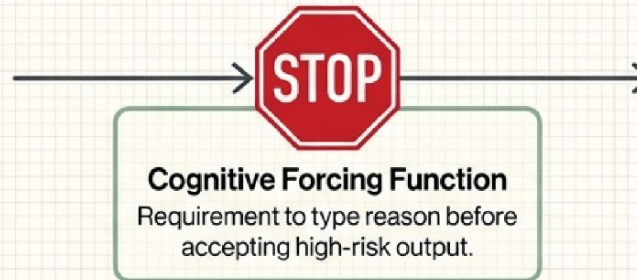 STOP
Cognitive Forcing Function
Requirement to type reason before
accepting high-risk output.